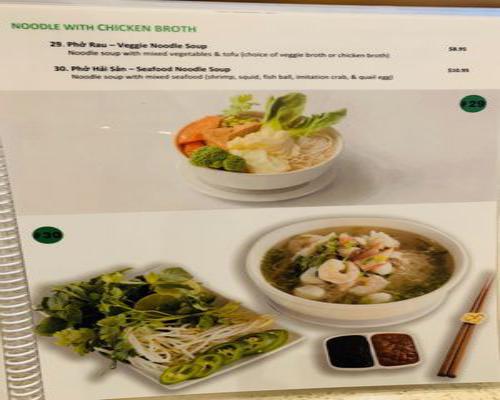 NOODLE WITH CHICKEN BROTH
29. Phở Rau – Veggie Noodle Soup
Noodle soup with mixed vegetables & tofu (choice of veggie broth or chicken broth) $8.95
30. Phở Hải Sản – Seafood Noodle Soup $10.95
Noodle soup with mixed seafood (shrimp, squid, fish ball, imitation crab, & quail egg)
#29
#30